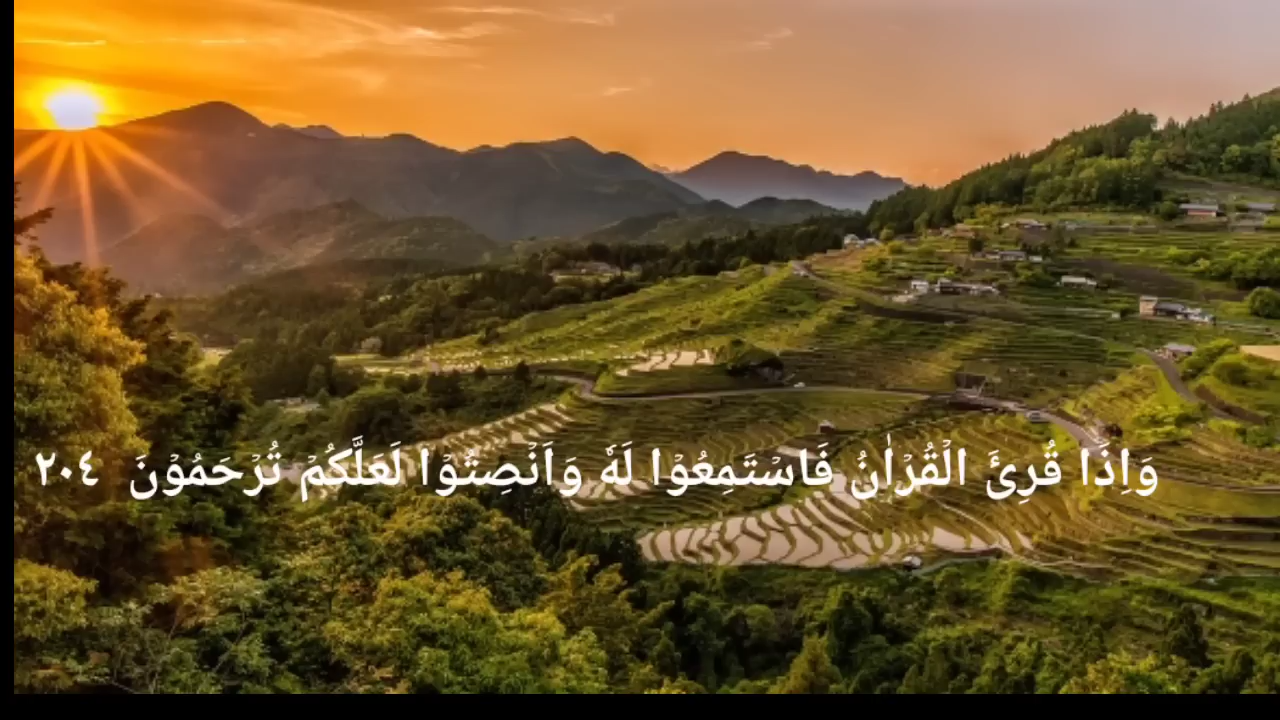 وَاِذَا قُرِئَ الْقُرْاٰنُ فَاسْتَمِعُوْا لَهٗ وَاَنْصِتُوْا لَعَلَّكُمْ تُرْحَمُوْنَ ٢٠٤